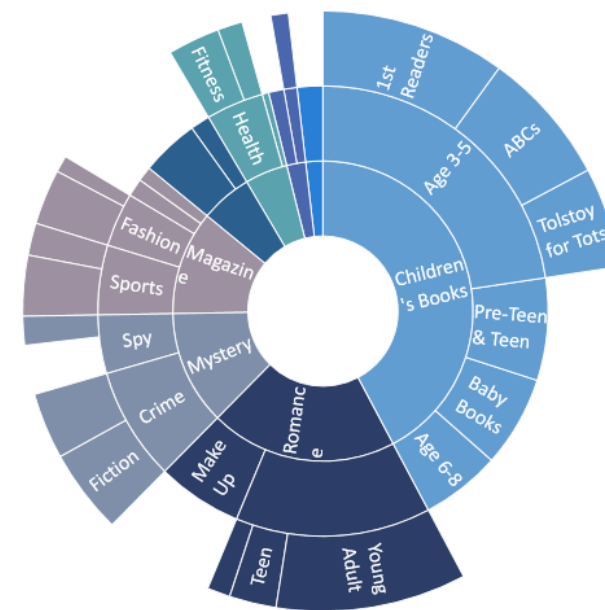 1st
Readers
ABCs
Tolstoy
for Tots
Age 3-5
Children
's Books
Pre-Teen
& Teen
Baby
Books
Age 6-8
Romanc
e
Make
Up
Young
Adult
Teen
Mystery
Crime
Fiction
Spy
Magazin
e
Sports
Fashion
Health
Fitness